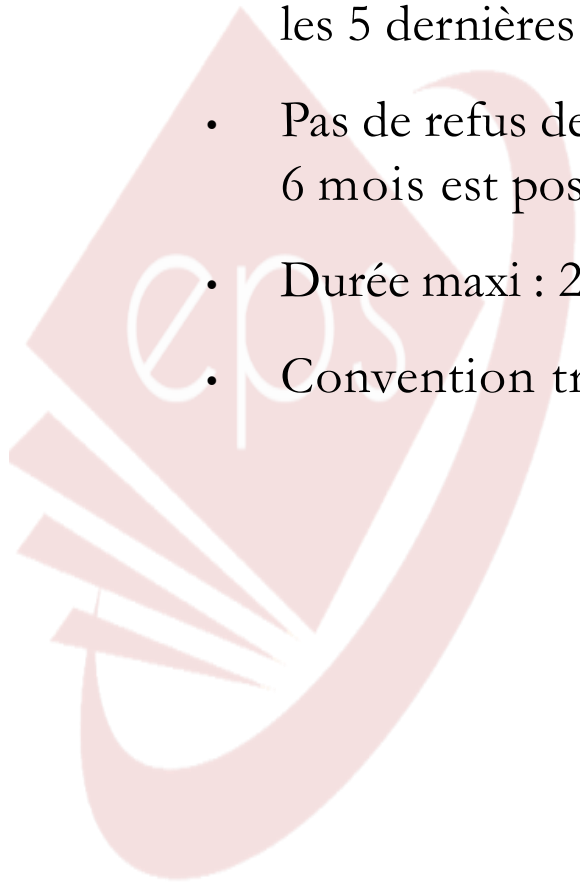 les 5 dernières
• Pas de refus de
6 mois est pos
• Durée maxi : 2
eps
• Convention tr